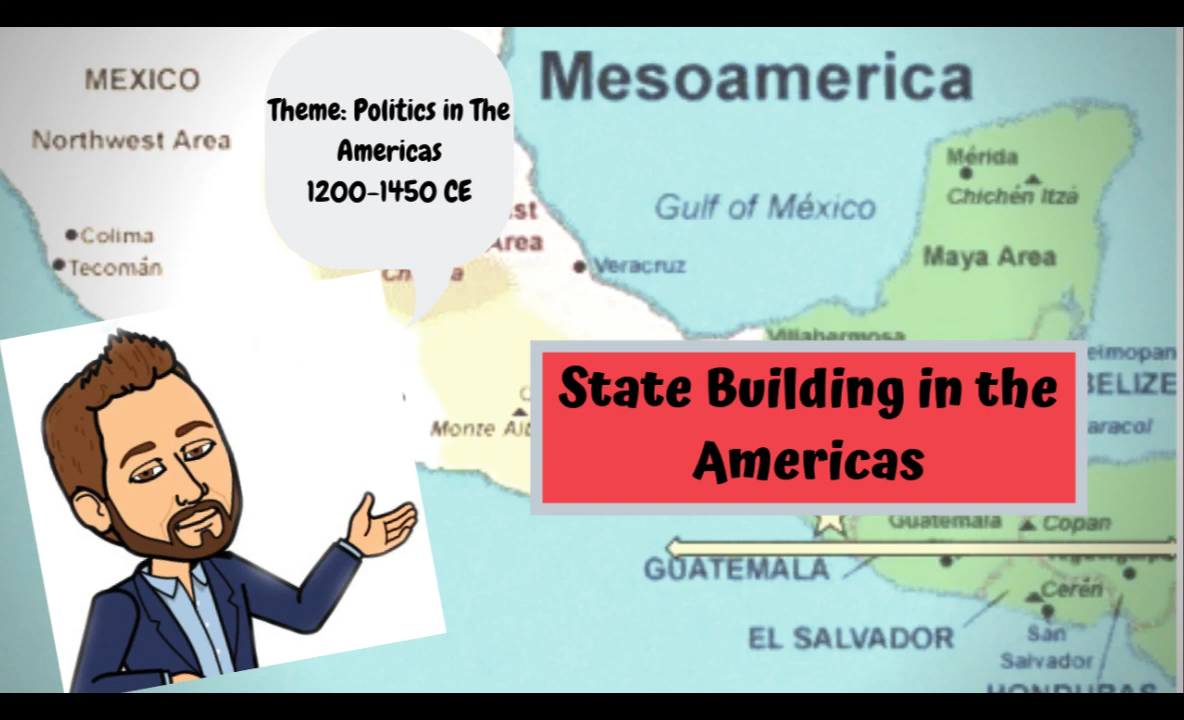 MEXICO
Northwest Area
Colima
Tecomán
Theme: Politics in The
Americas
1200-1450 CE
Mesoamerica
Gulf of México
Mérida
Chichén Itzá
Maya Area
Area
Veracruz
Villahermosa
BELIZE
State Building in the
Americas
Monte
Guatemala
Copan
GUATEMALA
Cerén
EL SALVADOR
San
Salvador
HONDURAS